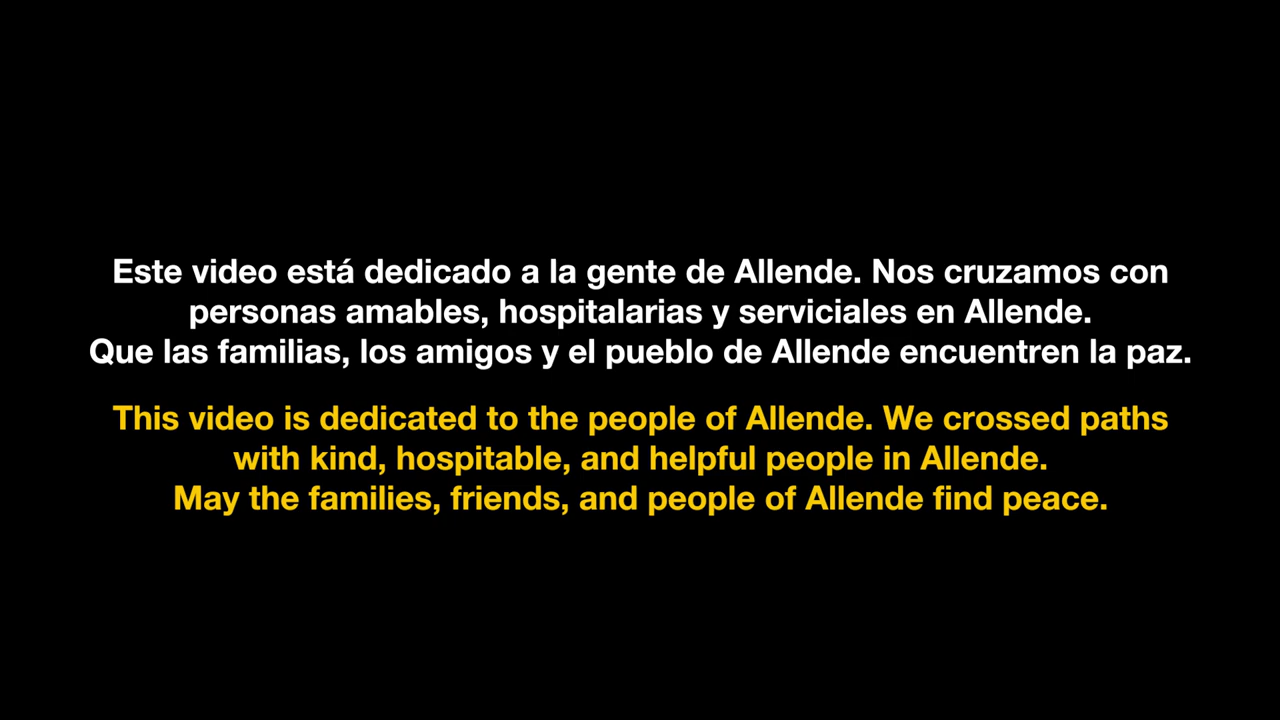 Este video está dedicado a la gente de Allende. Nos cruzamos con
personas amables, hospitalarias y serviciales en Allende.
Que las familias, los amigos y el pueblo de Allende encuentren la paz.
This video is dedicated to the people of Allende. We crossed paths
with kind, hospitable, and helpful people in Allende.
May the families, friends, and people of Allende find peace.